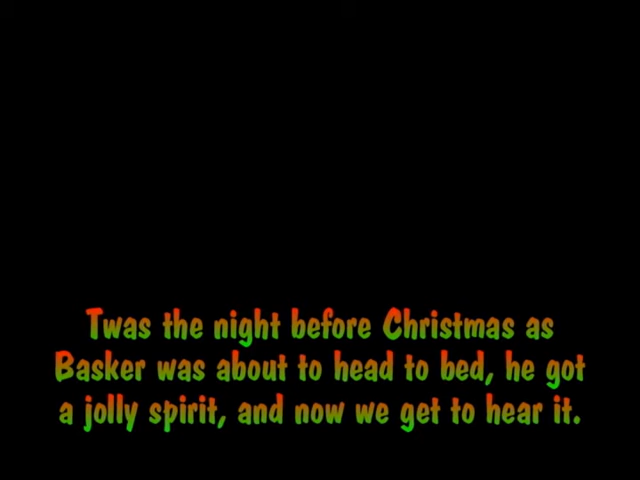 Twas the night before Christmas as
Basker was about to head to bed, he got
a jolly spirit, and now we get to hear it.